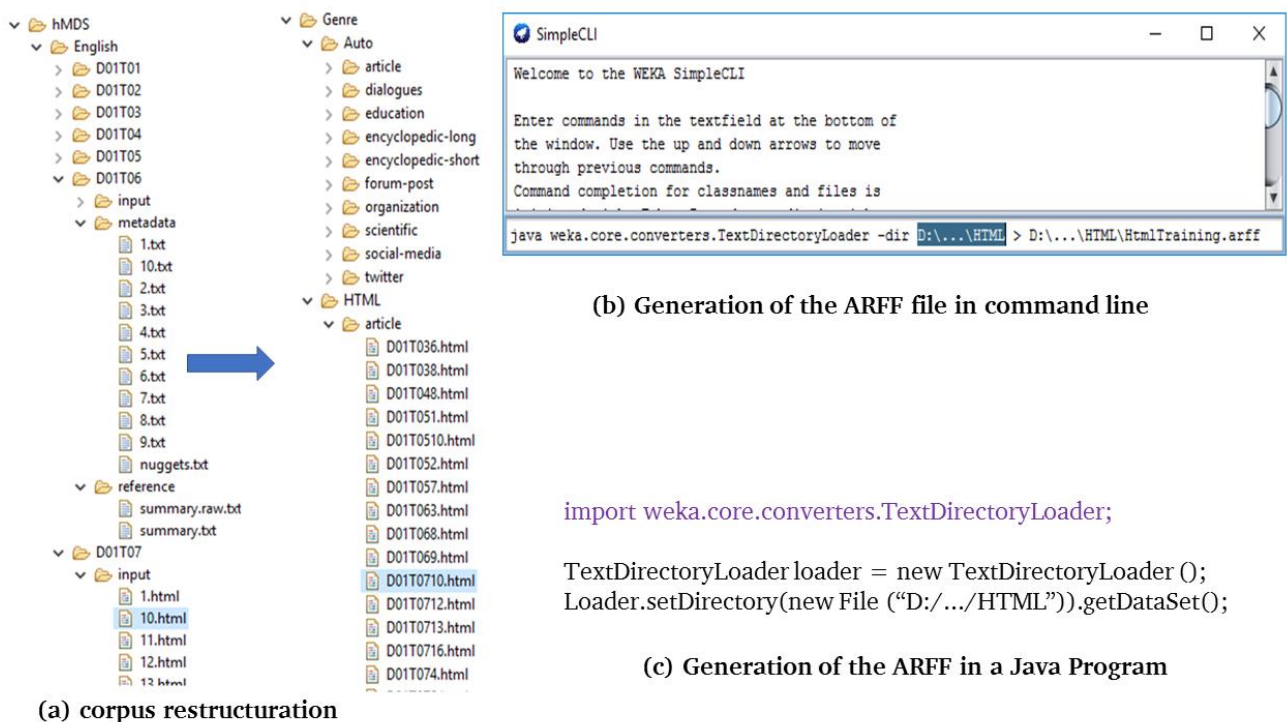 hMDS
English
D01T01
D01T02
D01T03
D01T04
D01T05
D01T06
input
metadata
1.txt
10.txt
2.txt
3.txt
4.txt
5.txt
6.txt
7.txt
8.txt
9.txt
nuggets.txt
reference
summary.raw.txt
summary.txt
D01T07
input
1.html
10.html
11.html
12.html
13 html
Genre
Auto
article
dialogues
education
encyclopedic-long
encyclopedic-short
forum-post
organization
scientific
social-media
twitter
HTML
article
D01T036.html
D01T038.html
D01T048.html
D01T051.html
D01T0510.html
D01T052.html
D01T057.html
D01T063.html
D01T068.html
D01T069.html
D01T0710.html
D01T0712.html
D01T0713.html
D01T0716.html
D01T074.html
(a) corpus restructuration
SimpleCLI
Welcome to the WEKA SimpleCLI
Enter commands in the textfield at the bottom of
the window. Use the up and down arrows to move
through previous commands.
Command completion for classnames and files is
java weka.core.converters.TextDirectoryLoader -dir D:\...\HTML > D:\...\HTML\HtmlTraining.arff
(b) Generation of the ARFF file in command line
import weka.core.converters.TextDirectoryLoader;
TextDirectoryLoader loader = new TextDirectoryLoader ();
Loader.setDirectory(new File (“D:/.../HTML”)).getDataSet();
(c) Generation of the ARFF in a Java Program